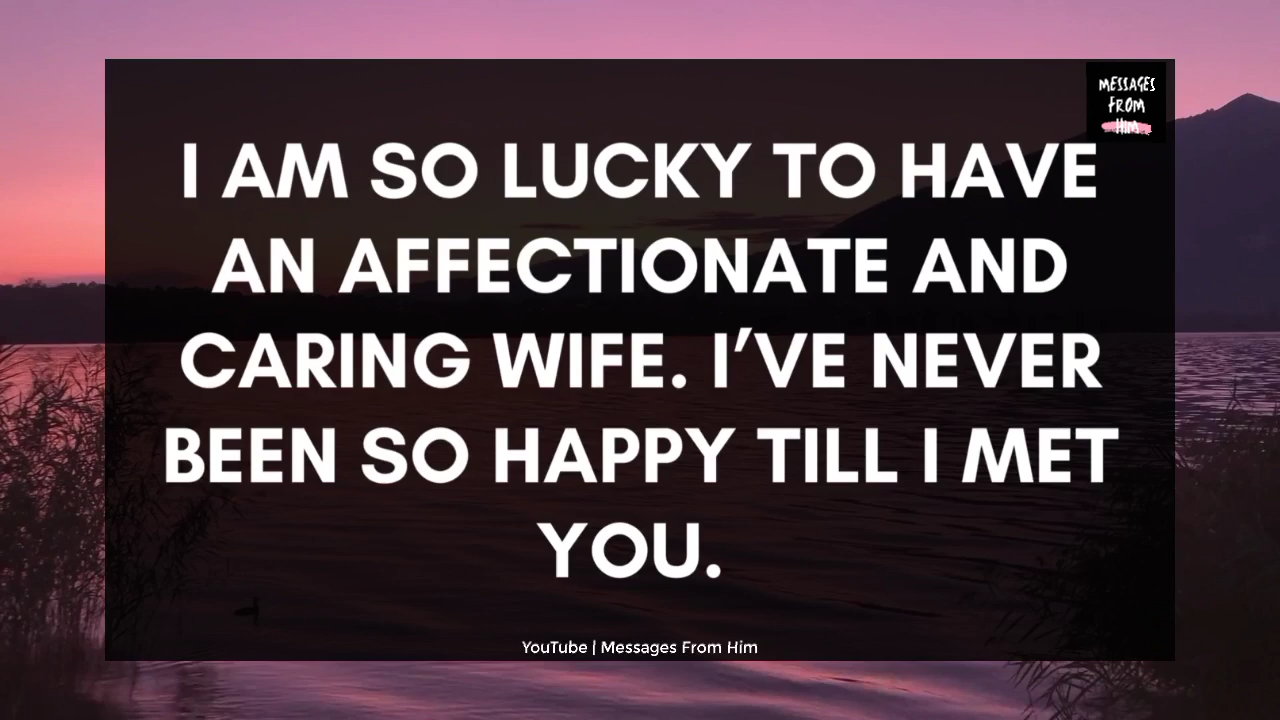 MESSAGES
FROM
HIM
I AM SO LUCKY TO HAVE
AN AFFECTIONATE AND
CARING WIFE. I’VE NEVER
BEEN SO HAPPY TILL I MET
YOU.
YouTube | Messages From Him